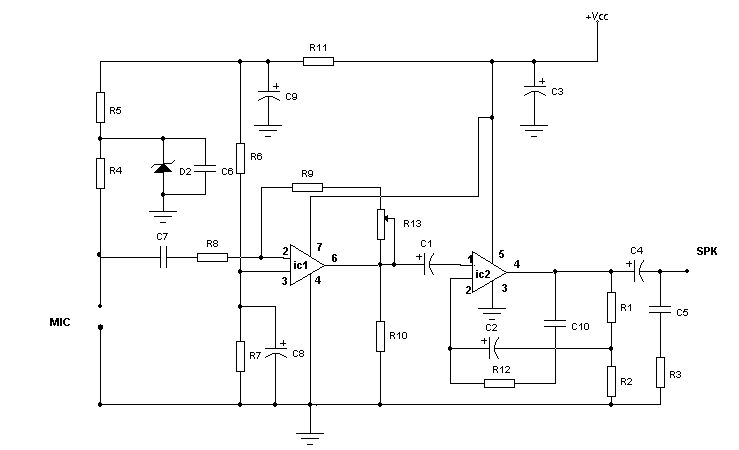 +Vcc
R11
C9
C3
R5
R4
D2
C6
R6
R9
R13
C7
R8
2
7
ic1
6
3
4
C1
1
5
ic2
4
2
3
C4
SPK
+
+
+
+
+
+
MIC
R7
C8
R10
C2
C10
R1
C5
R12
R2
R3